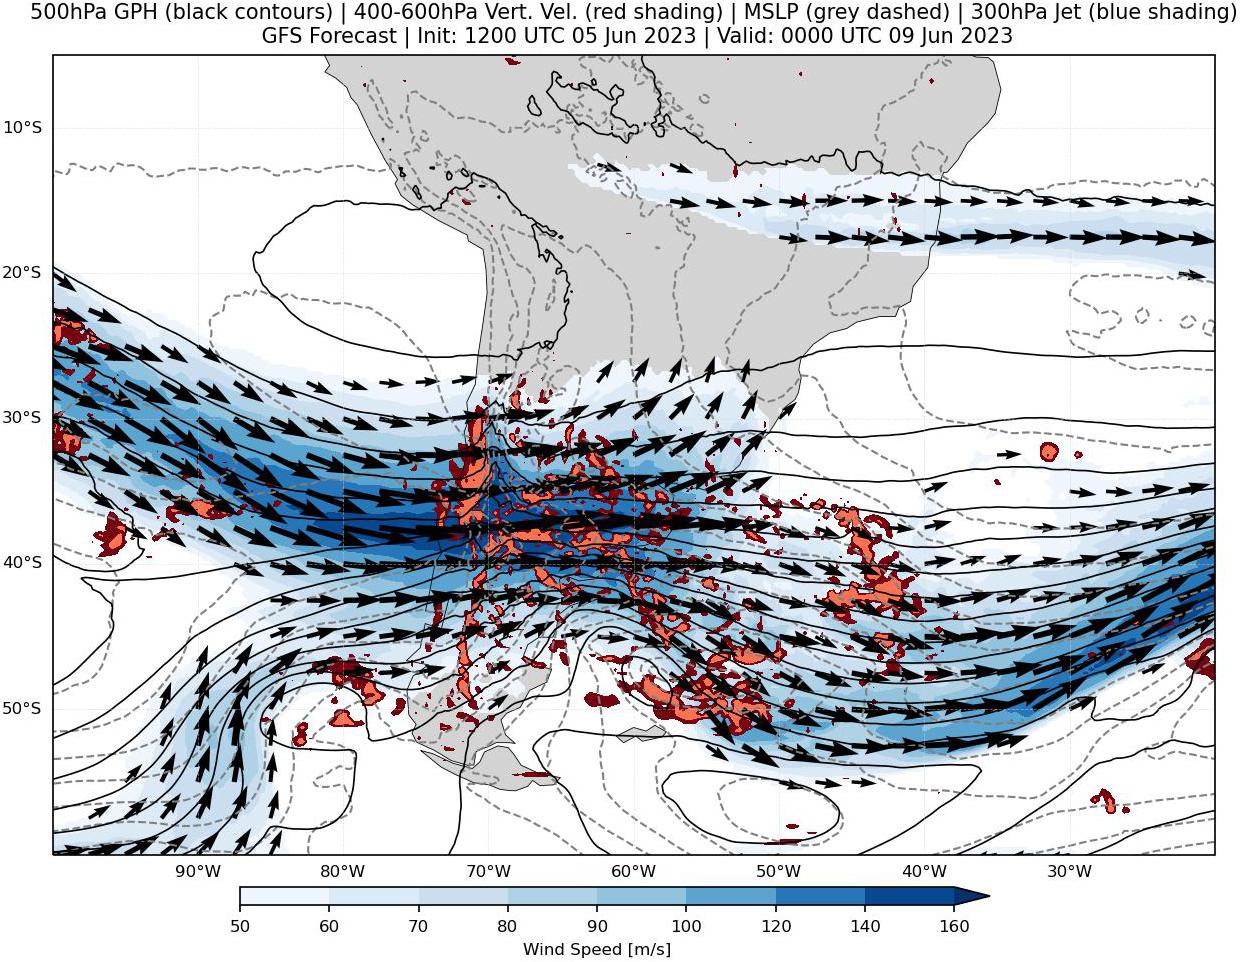 500hPa GPH (black contours) | 400-600hPa Vert. Vel. (red shading) | MSLP (grey dashed) | 300hPa Jet (blue shading)
GFS Forecast | Init: 1200 UTC 05 Jun 2023 | Valid: 0000 UTC 09 Jun 2023
10°S
20°S
30°S
40°S
50°S
90°W 80°W 70°W 60°W 50°W 40°W 30°W
50 60 70 80 90 100 120 140 160
Wind Speed [m/s]